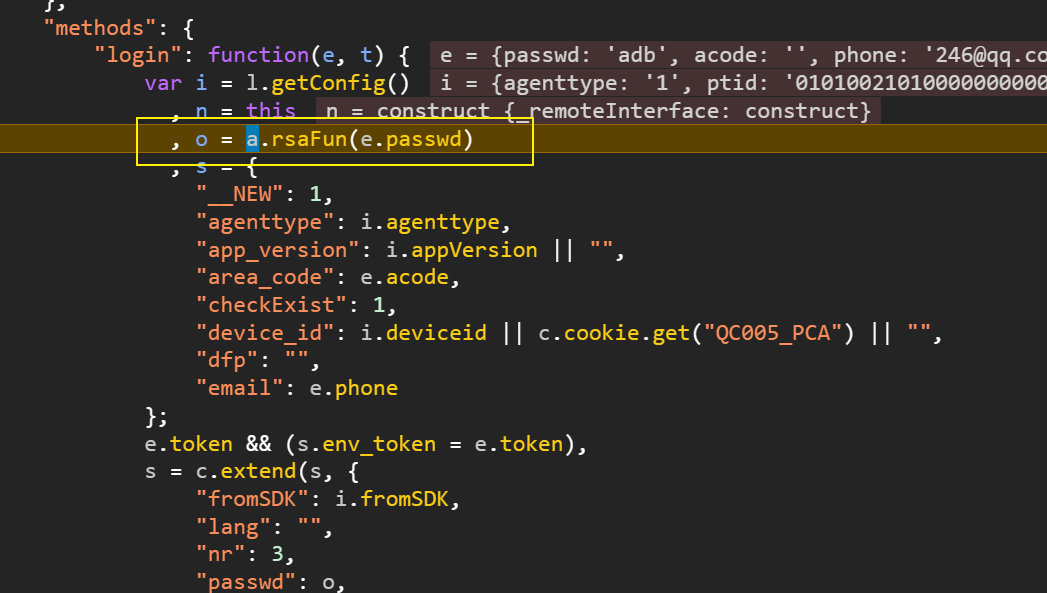 },
"methods": {
"login": function(e, t) { e = {passwd: 'adb', acode: '', phone: '246@qq.co
var i = l.getConfig() i = {agenttype: '1', ptid: '01010021010000000000
, n = this n = construct {_remoteInterface: construct}
, o = a.rsaFun(e.passwd)
, s = {
"__NEW": 1,
"agenttype": i.agenttype,
"app_version": i.appVersion || "",
"area_code": e.acode,
"checkExist": 1,
"device_id": i.deviceid || c.cookie.get("QC005_PCA") || "",
"dfp": "",
"email": e.phone
};
e.token && (s.env_token = e.token),
s = c.extend(s, {
"fromSDK": i.fromSDK,
"lang": "",
"nr": 3,
"passwd": o,